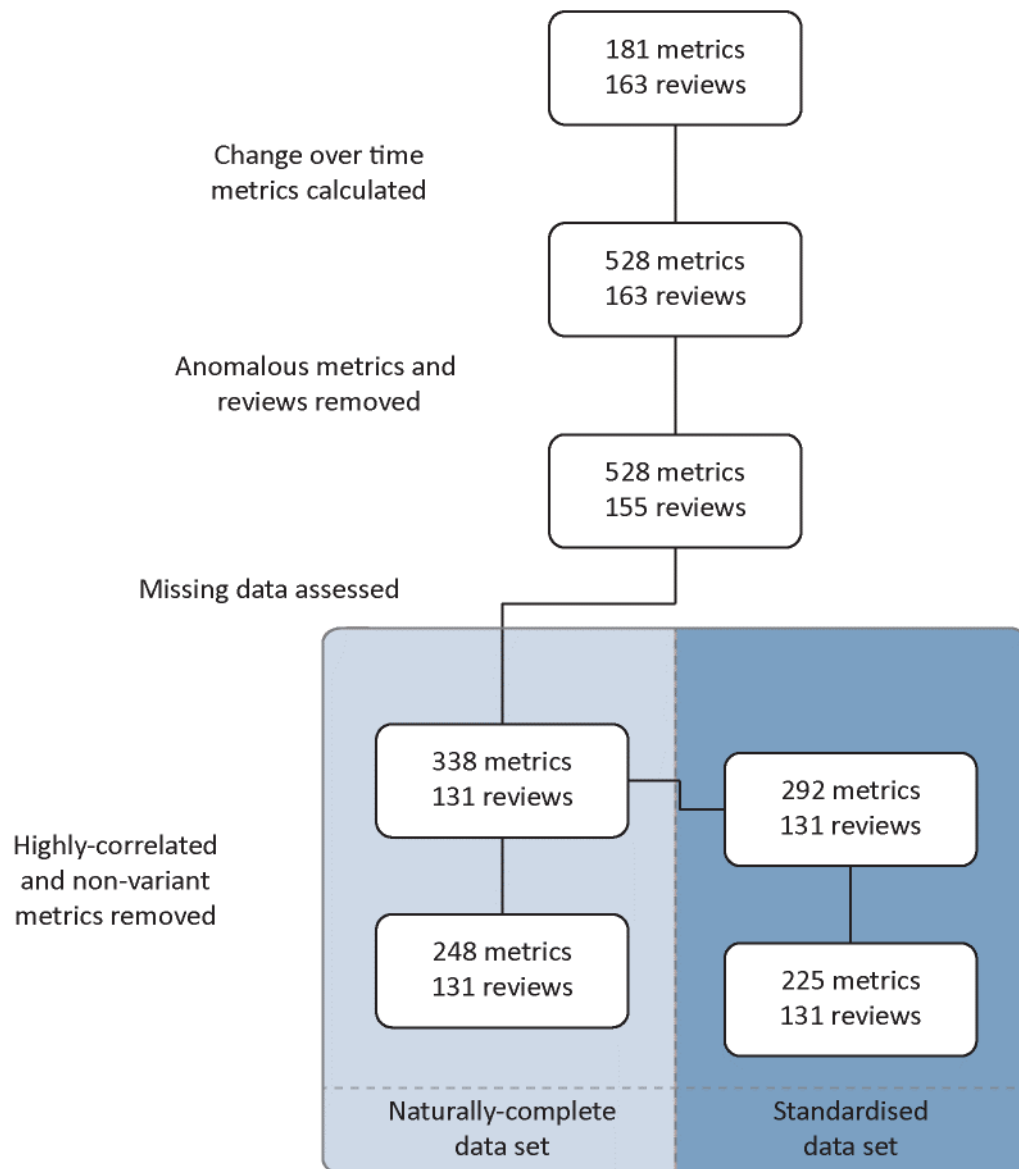 181 metrics
163 reviews
Change over time
metrics calculated
528 metrics
163 reviews
Anomalous metrics and
reviews removed
528 metrics
155 reviews
Missing data assessed
338 metrics
131 reviews
292 metrics
131 reviews
Highly-correlated
and non-variant
metrics removed
248 metrics
131 reviews
225 metrics
131 reviews
Naturally-complete
data set
Standardised
data set